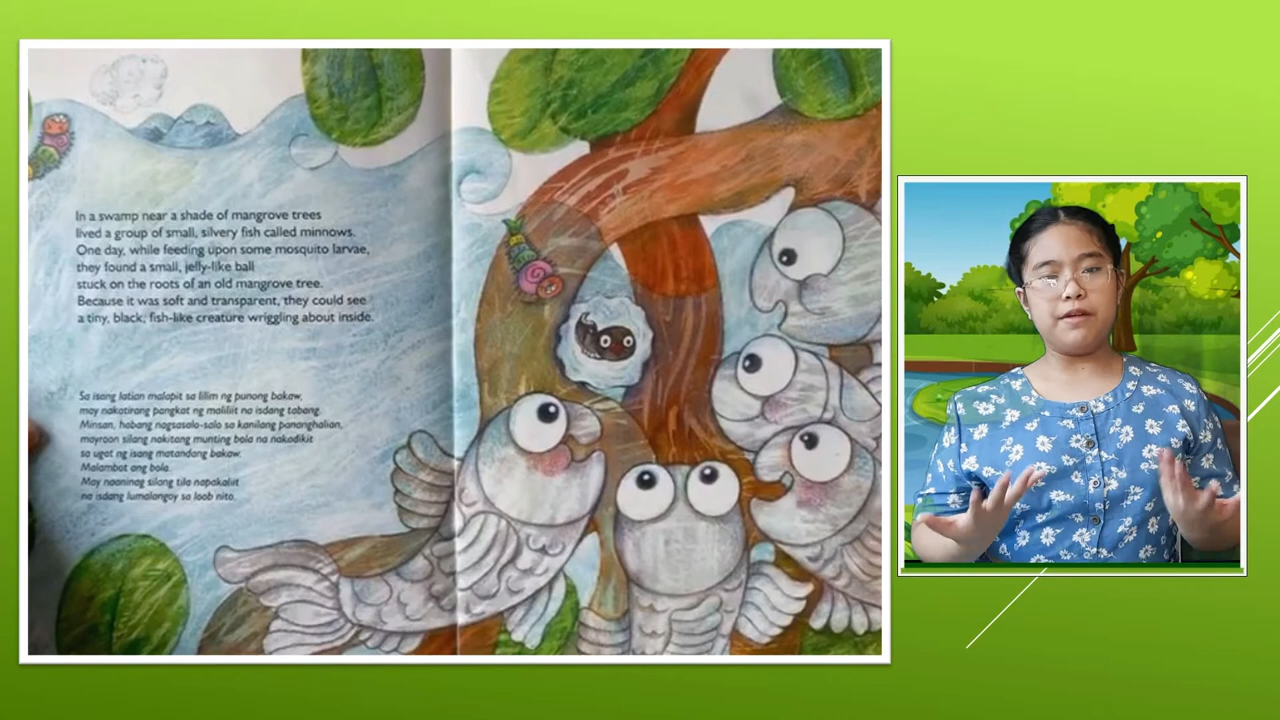 In a swamp near a shade of mangrove trees
lived a group of small, silvery fish called minnows.
One day, while feeding upon some mosquito larvae,
they found a small, jelly-like ball
stuck on the roots of an old mangrove tree.
Because it was soft and transparent, they could see
a tiny, black, fish-like creature wriggling about inside.
Sa isang latian malapit sa lilim ng punong bakaw,
may nakatirang pangkat ng maliliit na isdang tabang.
Minsan, habang nagsasalo-salo sa kanilang pananghalian,
mayroon silang nakitang munting bola na nakadikit
sa ugat ng isang matandang bakaw.
Malambot ang bola.
May naaninag silang tila napakaliit
na isdang lumalangoy sa loob nito.